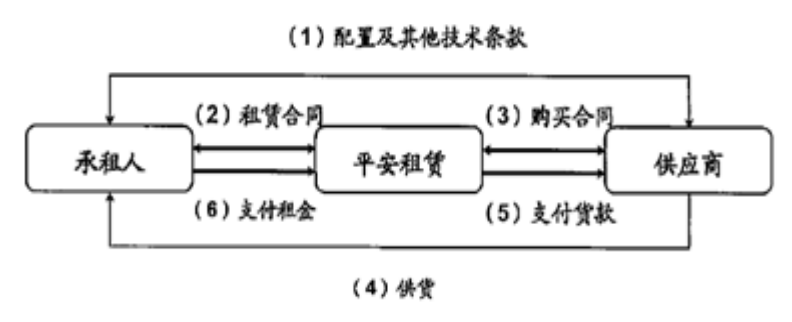 （1）配置及其他技术条款
（2）租赁合同
（3）购买合同
承租人
平安租赁
供应商
（6）支付租金
（5）支付货款
（4）供货